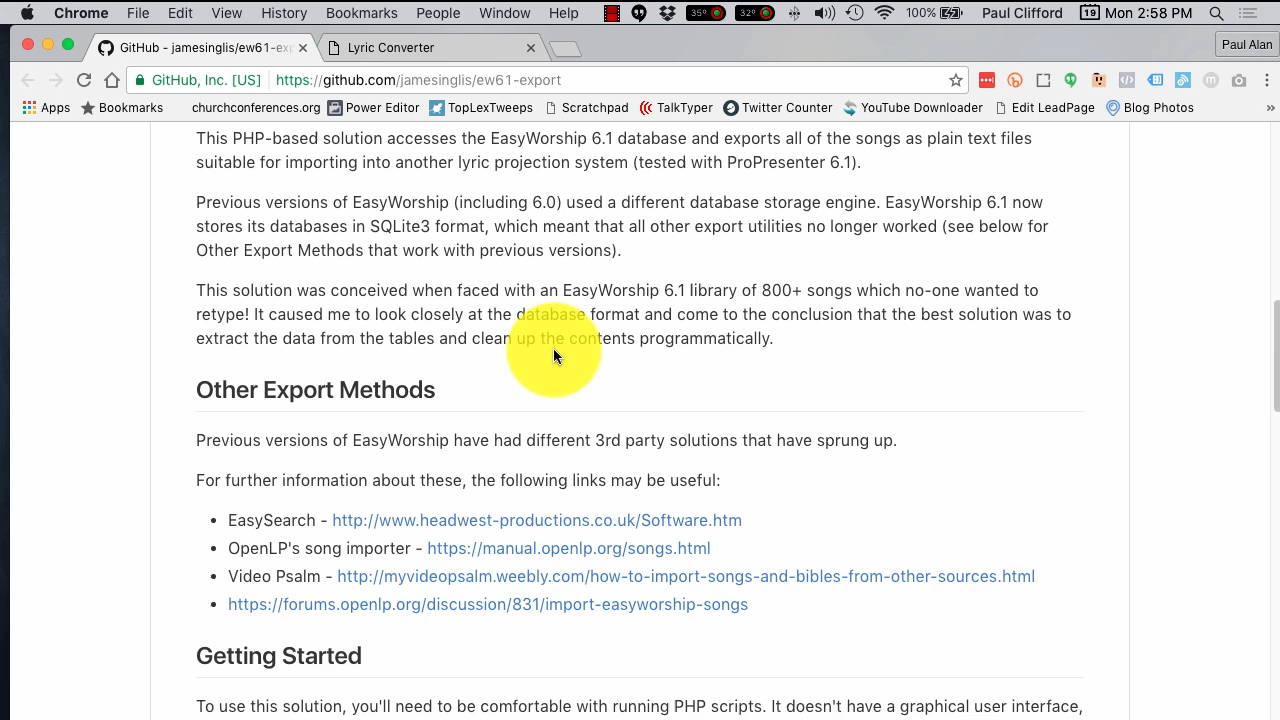 Chrome File Edit View History Bookmarks People Window Help 35° 32° 100% Paul Clifford 19 Mon 2:58 PM
GitHub - jamesinglis/ew61-exp Lyric Converter Paul Alan
GitHub, Inc. [US] https://github.com/jamesinglis/ew61-export
Apps Bookmarks churchconferences.org Power Editor TopLexTweeps Scratchpad TalkTyper Twitter Counter YouTube Downloader Edit LeadPage Blog Photos »
This PHP-based solution accesses the EasyWorship 6.1 database and exports all of the songs as plain text files
suitable for importing into another lyric projection system (tested with ProPresenter 6.1).
Previous versions of EasyWorship (including 6.0) used a different database storage engine. EasyWorship 6.1 now
stores its databases in SQLite3 format, which meant that all other export utilities no longer worked (see below for
Other Export Methods that work with previous versions).
This solution was conceived when faced with an EasyWorship 6.1 library of 800+ songs which no-one wanted to
retype! It caused me to look closely at the database format and come to the conclusion that the best solution was to
extract the data from the tables and clean up the contents programmatically.
Other Export Methods
Previous versions of EasyWorship have had different 3rd party solutions that have sprung up.
For further information about these, the following links may be useful:
• EasySearch - http://www.headwest-productions.co.uk/Software.htm
• OpenLP's song importer - https://manual.openlp.org/songs.html
• Video Psalm - http://myvideopsalm.weebly.com/how-to-import-songs-and-bibles-from-other-sources.html
• https://forums.openlp.org/discussion/831/import-easyworship-songs
Getting Started
To use this solution, you'll need to be comfortable with running PHP scripts. It doesn't have a graphical user interface,